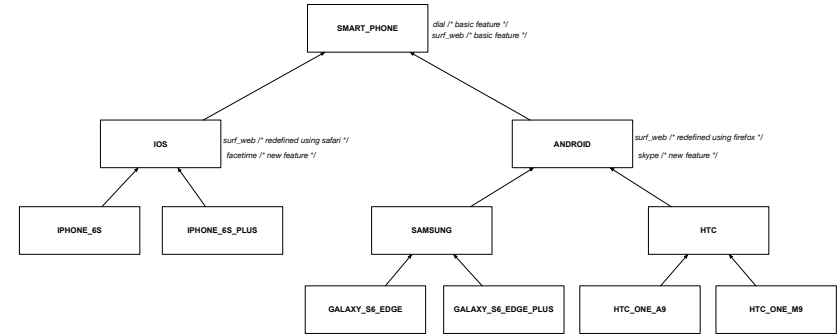 SMART_PHONE
dial /* basic feature */
surf_web /* basic feature */
IOS
surf_web /* redefined using safari */
facetime /* new feature */
ANDROID
surf_web /* redefined using firefox */
skype /* new feature */
IPHONE_6S
IPHONE_6S_PLUS
SAMSUNG
HTC
GALAXY_S6_EDGE
GALAXY_S6_EDGE_PLUS
HTC_ONE_A9
HTC_ONE_M9